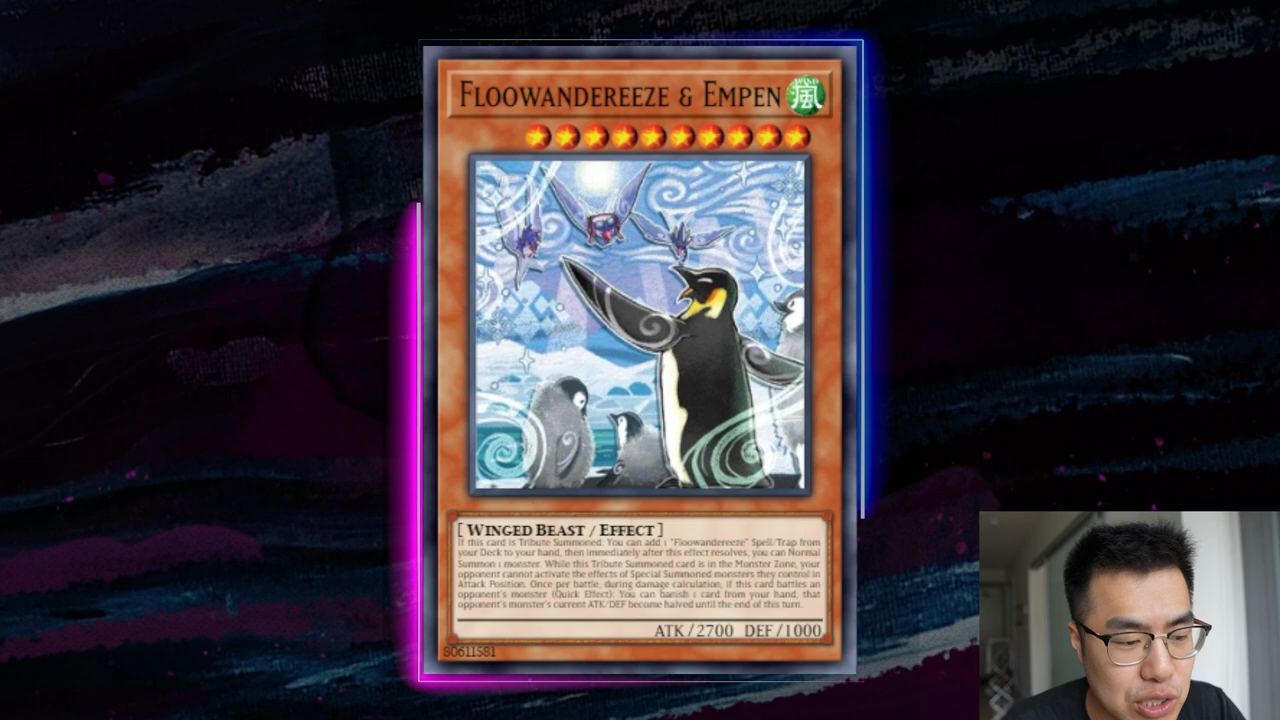 FLOOWANDEREEZE & EMPEN
WIND
風
[ WINGED BEAST / EFFECT ]
If this card is Tribute Summoned: You can add 1 "Floowandereeze" Spell/Trap from
your Deck to your hand, then immediately after this effect resolves, you can Normal
Summon 1 monster. While this Tribute Summoned card is in the Monster Zone, your
opponent cannot activate the effects of Special Summoned monsters they control in
Attack Position. Once per battle, during damage calculation, if this card battles an
opponent's monster (Quick Effect): You can banish 1 card from your hand, that
opponent's monster's current ATK/DEF become halved until the end of this turn.
ATK/2700 DEF/1000
80611581